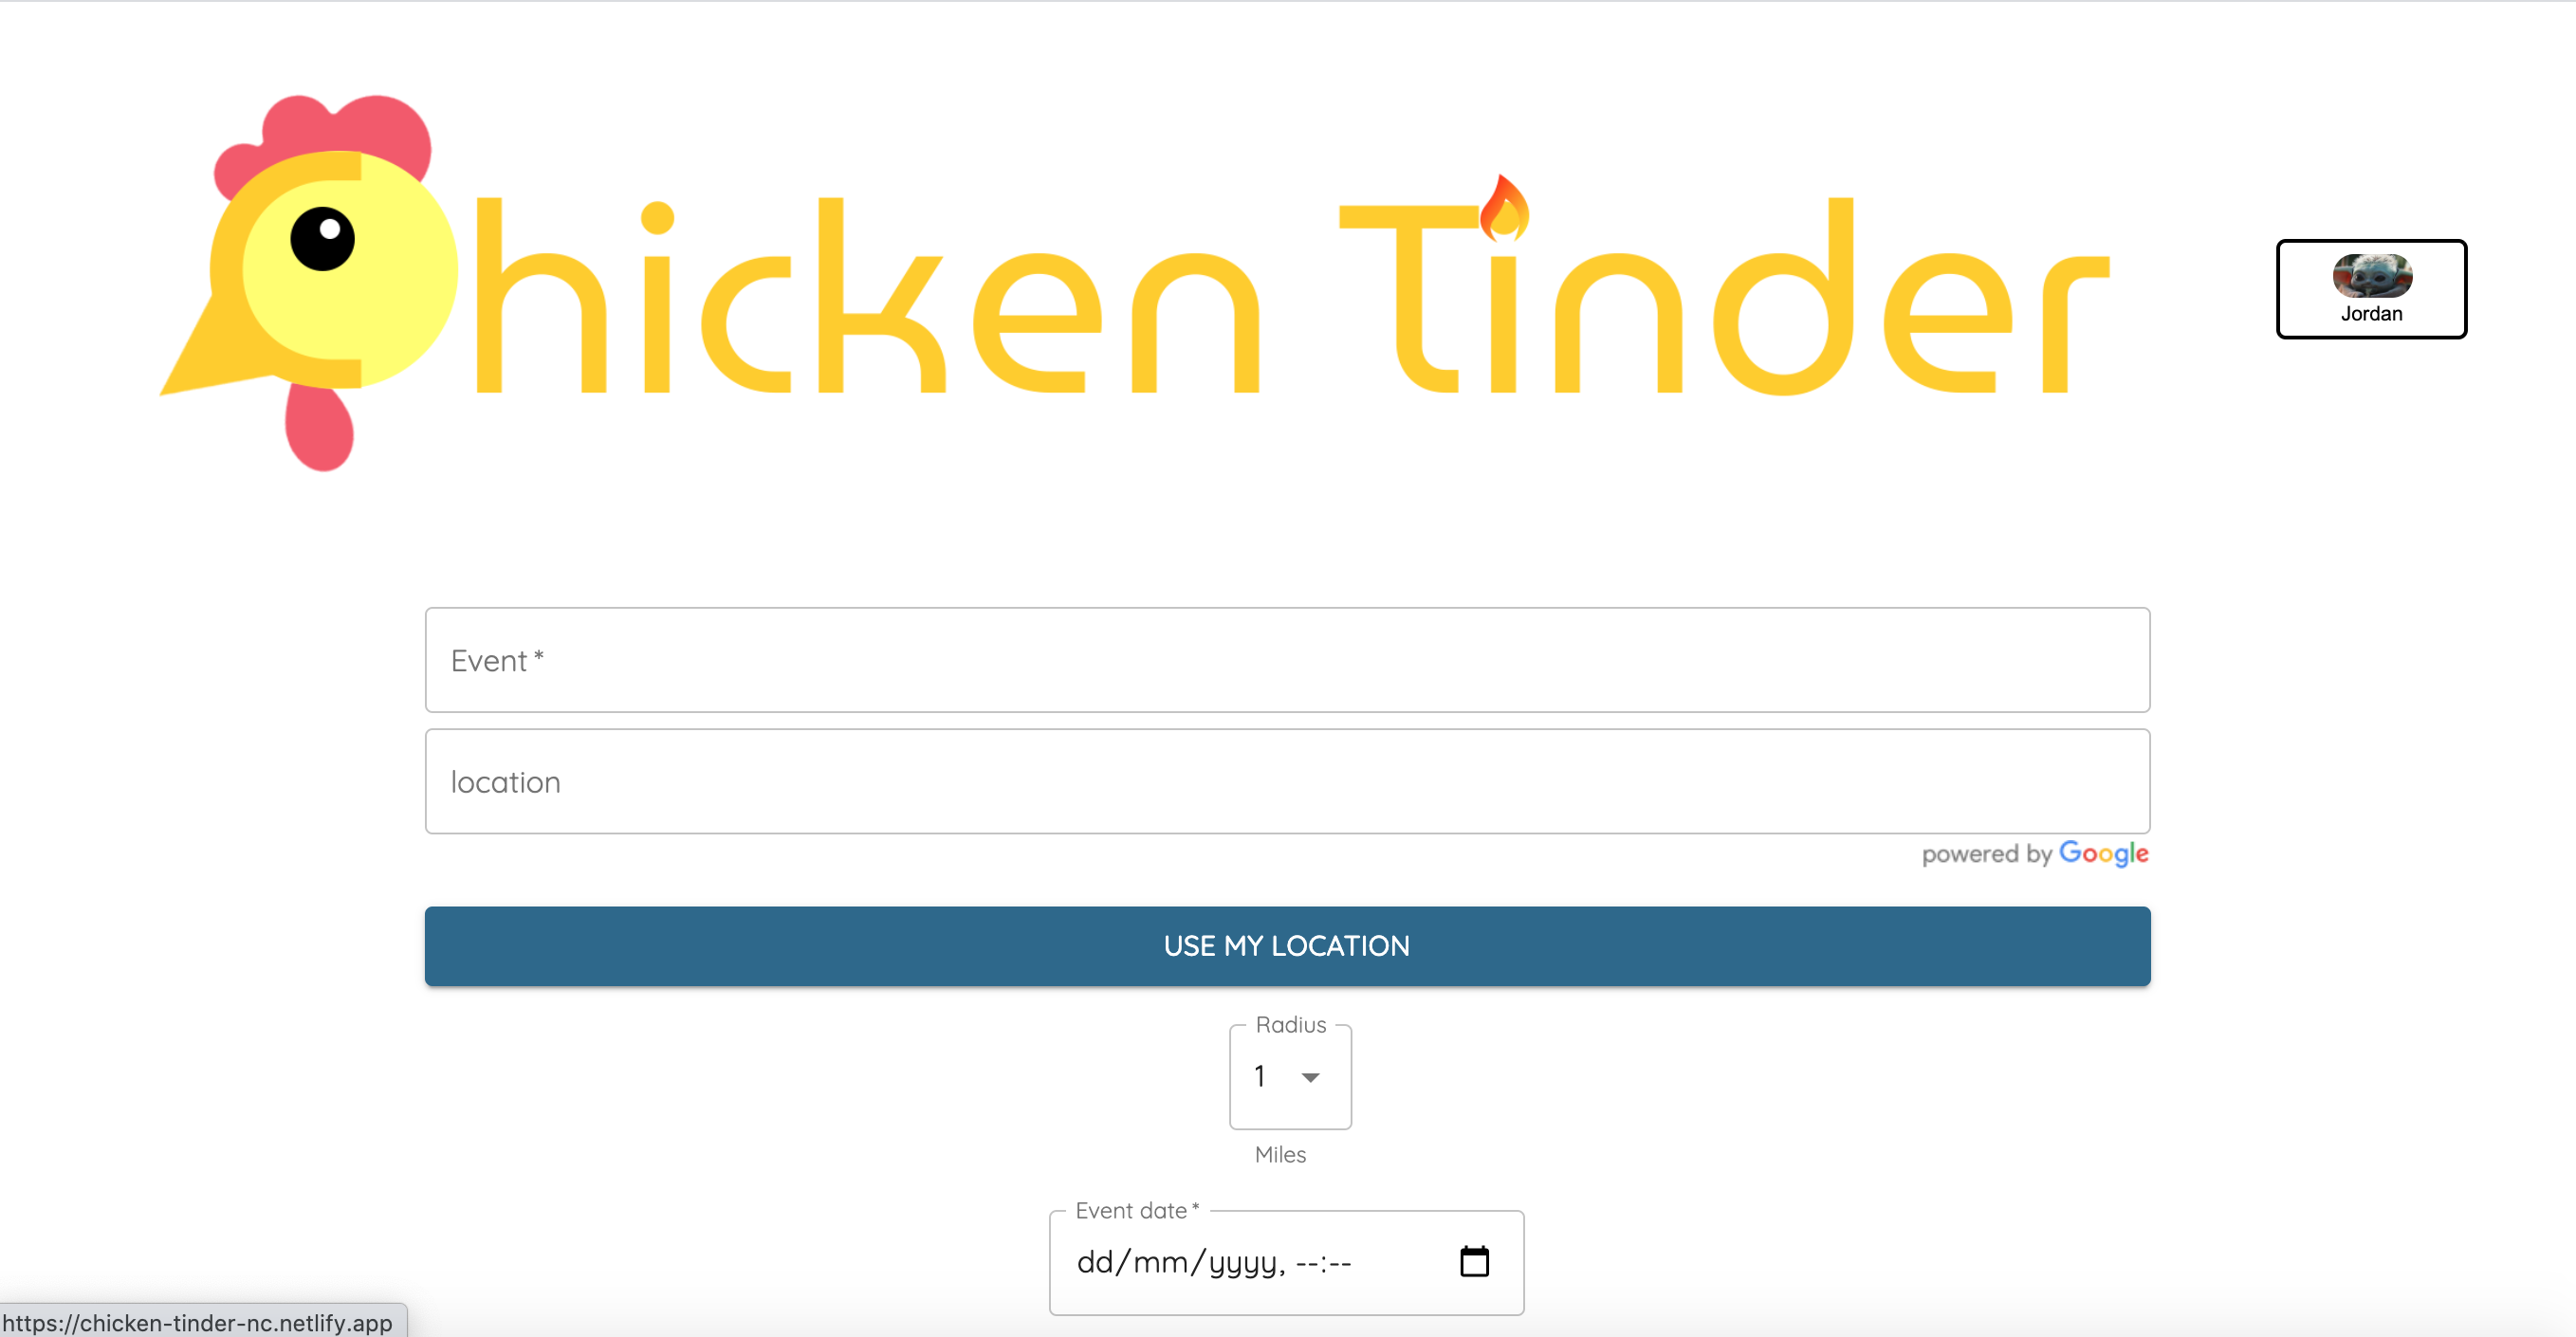 Chicken Tinder
Jordan
Event *
location
powered by Google
USE MY LOCATION
Radius
1
Miles
Event date *
dd/mm/yyyy, --:--
https://chicken-tinder-nc.netlify.app